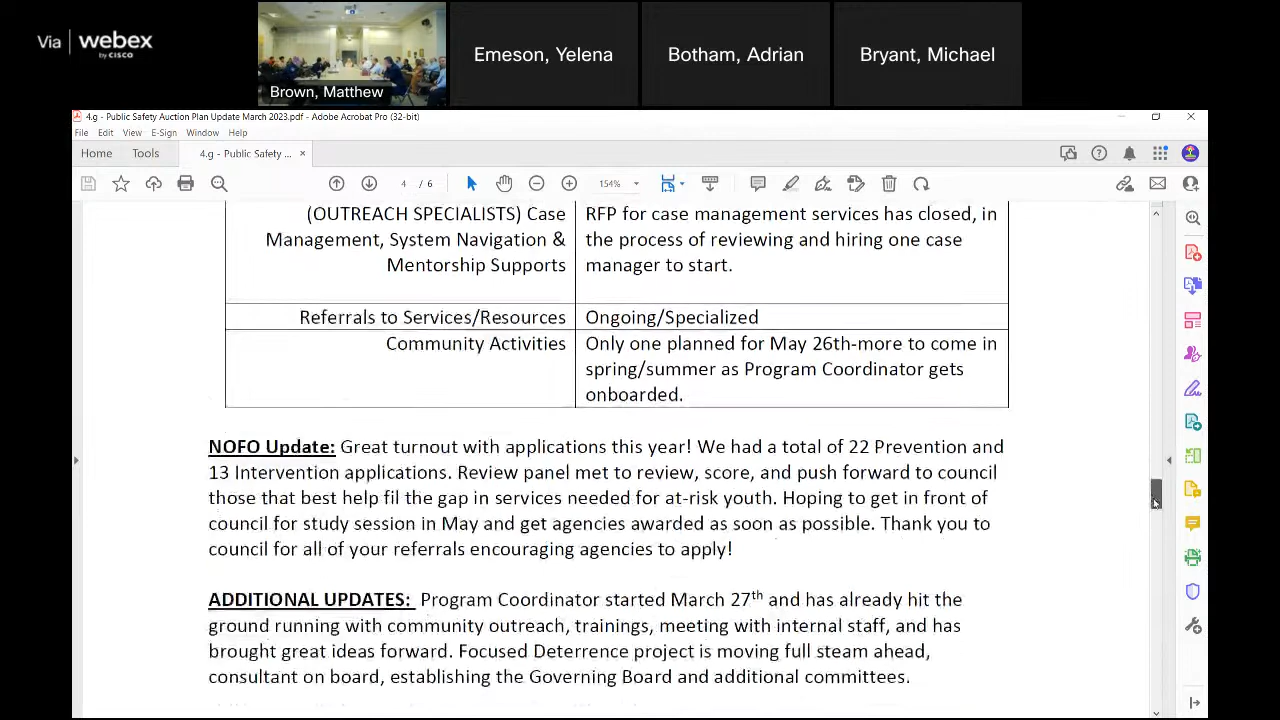 Via webex
by CISCO
Brown, Matthew
Emeson, Yelena
Botham, Adrian
Bryant, Michael
4.g - Public Safety Auction Plan Update March 2023.pdf - Adobe Acrobat Pro (32-bit)
File Edit View E-Sign Window Help
Home Tools 4.g - Public Safety ... ×
4 / 6 154%
(OUTREACH SPECIALISTS) Case
Management, System Navigation &
Mentorship Supports
RFP for case management services has closed, in
the process of reviewing and hiring one case
manager to start.
Referrals to Services/Resources
Ongoing/Specialized
Community Activities
Only one planned for May 26th-more to come in
spring/summer as Program Coordinator gets
onboarded.
NOFO Update: Great turnout with applications this year! We had a total of 22 Prevention and
13 Intervention applications. Review panel met to review, score, and push forward to council
those that best help fil the gap in services needed for at-risk youth. Hoping to get in front of
council for study session in May and get agencies awarded as soon as possible. Thank you to
council for all of your referrals encouraging agencies to apply!
ADDITIONAL UPDATES: Program Coordinator started March 27th and has already hit the
ground running with community outreach, trainings, meeting with internal staff, and has
brought great ideas forward. Focused Deterrence project is moving full steam ahead,
consultant on board, establishing the Governing Board and additional committees.